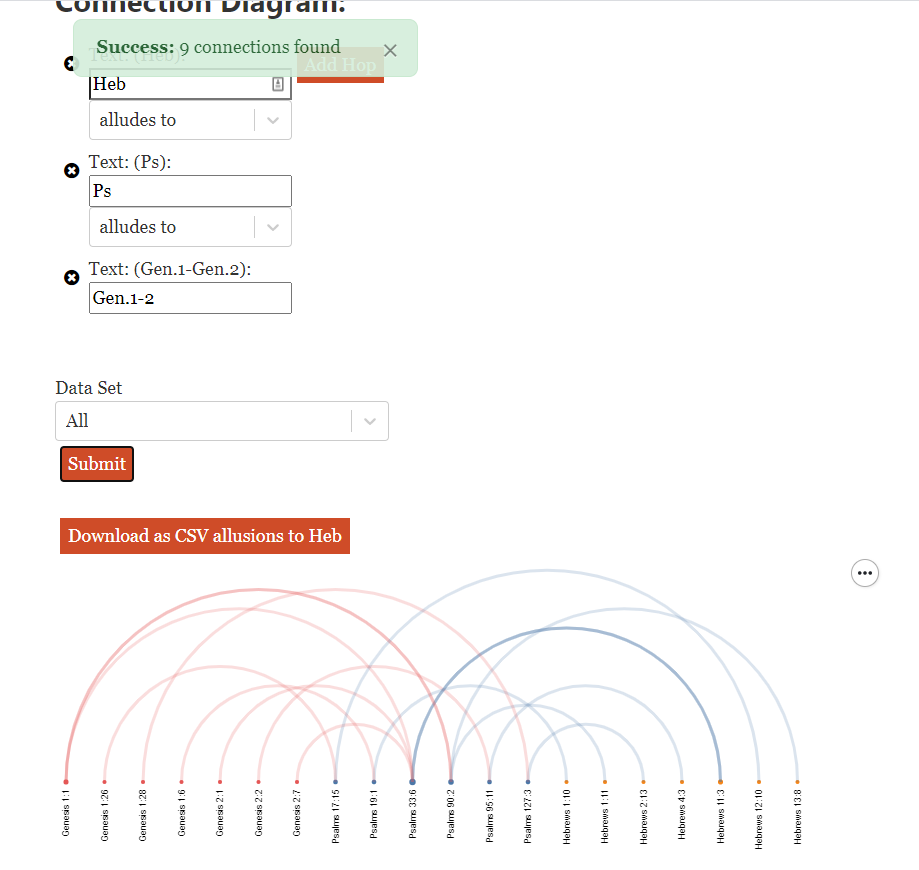 Connection Diagram:
Success: 9 connections found
Text: (Heb):
Add Hop
Heb
alludes to
Text: (Ps):
Ps
alludes to
Text: (Gen.1-Gen.2):
Gen.1-2
Data Set
All
Submit
Download as CSV allusions to Heb
Genesis 1:1
Genesis 1:26
Genesis 1:28
Genesis 1:6
Genesis 2:1
Genesis 2:2
Genesis 2:7
Psalms 17:15
Psalms 19:1
Psalms 33:6
Psalms 90:2
Psalms 95:11
Psalms 127:3
Hebrews 1:10
Hebrews 1:11
Hebrews 2:13
Hebrews 4:3
Hebrews 11:3
Hebrews 12:10
Hebrews 13:8